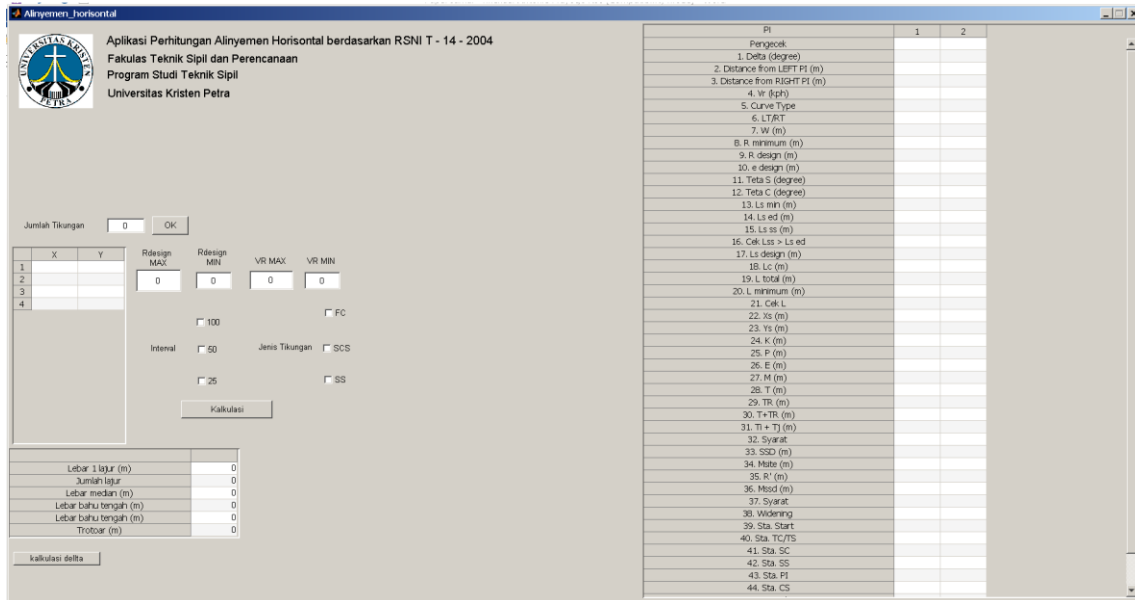 Alinyemen_horisontal
UNIVERSITAS KRISTEN
PETRA
Aplikasi Perhitungan Alinyemen Horisontal berdasarkan RSNI T - 14 - 2004
Fakulas Teknik Sipil dan Perencanaan
Program Studi Teknik Sipil
Universitas Kristen Petra
Jumlah Tikungan 0 OK
X Y
1
2
3
4
Rdesign MAX
0
Rdesign MIN
0
VR MAX
0
VR MIN
0
Interval
100
50
25
Jenis Tikungan
FC
SCS
SS
Kalkulasi
Lebar 1 lajur (m) 0
Jumlah lajur 0
Lebar median (m) 0
Lebar bahu tengah (m) 0
Lebar bahu tengah (m) 0
Trotoar (m) 0
kalkulasi dellta
PI 1 2
Pengecek
1. Delta (degree)
2. Distance from LEFT PI (m)
3. Distance from RIGHT PI (m)
4. Vr (kph)
5. Curve Type
6. LT/RT
7. W (m)
8. R minimum (m)
9. R design (m)
10. e design (m)
11. Teta S (degree)
12. Teta C (degree)
13. Ls min (m)
14. Ls ed (m)
15. Ls ss (m)
16. Cek Lss > Ls ed
17. Ls design (m)
18. Lc (m)
19. L total (m)
20. L minimum (m)
21. Cek L
22. Xs (m)
23. Ys (m)
24. K (m)
25. P (m)
26. E (m)
27. M (m)
28. T (m)
29. TR (m)
30. T+TR (m)
31. Ti + Tj (m)
32. Syarat
33. SSD (m)
34. Msite (m)
35. R' (m)
36. Mssd (m)
37. Syarat
38. Widening
39. Sta. Start
40. Sta. TC/TS
41. Sta. SC
42. Sta. SS
43. Sta. PI
44. Sta. CS